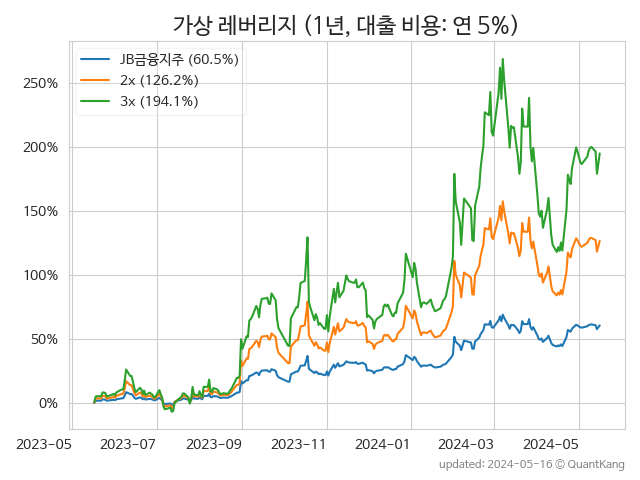 가상 레버리지 (1년, 대출 비용: 연 5%)
JB금융지주 (60.5%)
2x (126.2%)
3x (194.1%)
250%
200%
150%
100%
50%
0%
2023-05 2023-07 2023-09 2023-11 2024-01 2024-03 2024-05
updated: 2024-05-16 © QuantKang